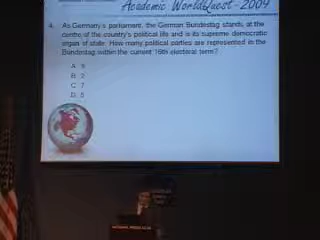 Academic WorldQuest - 2009
4. As Germany's parliament, the German Bundestag stands at the
centre of the country's political life and is its supreme democratic
organ of state. How many political parties are represented in the
Bundestag within the current 16th electoral term?
B. 2
C. 7
D. 5